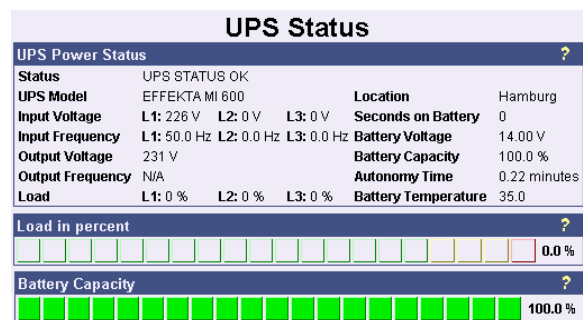 UPS Status
UPS Power Status ?
Status UPS STATUS OK
UPS Model EFFEKTA MI 600 Location Hamburg
Input Voltage L1: 226 V L2: 0 V L3: 0 V Seconds on Battery 0
Input Frequency L1: 50.0 Hz L2: 0.0 Hz L3: 0.0 Hz Battery Voltage 14.00 V
Output Voltage 231 V Battery Capacity 100.0 %
Output Frequency N/A Autonomy Time 0.22 minutes
Load L1: 0 % L2: 0 % L3: 0 % Battery Temperature 35.0
Load in percent ?
0.0 %
Battery Capacity ?
100.0 %